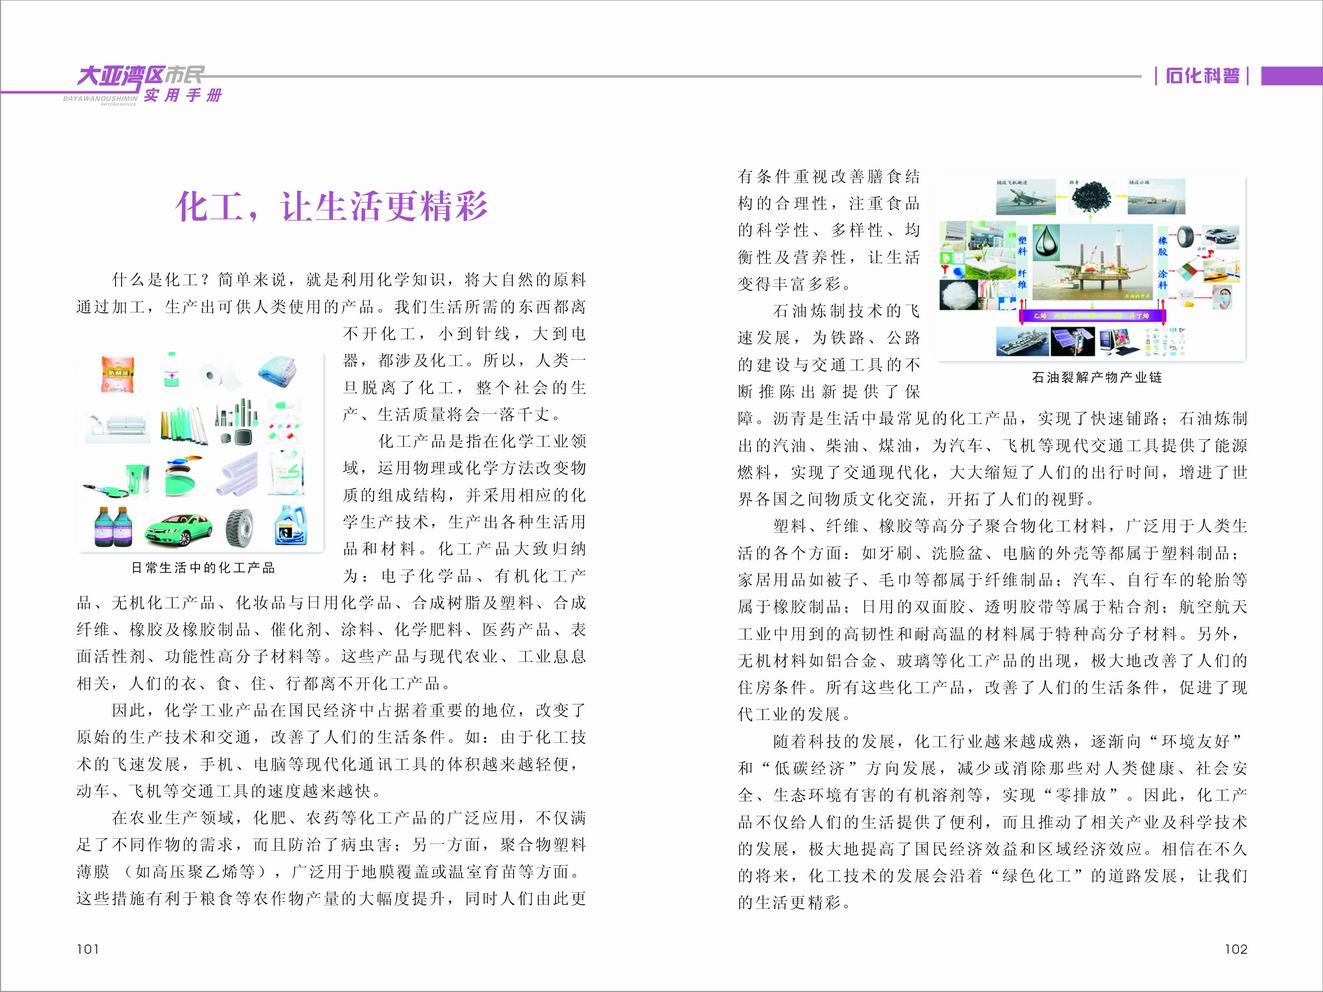 大亚湾区市民
DAYAWANQUSHIMIN
实用手册
石化科普
化工，让生活更精彩
什么是化工？简单来说，就是利用化学知识，将大自然的原料
通过加工，生产出可供人类使用的产品。我们生活所需的东西都离
不开化工，小到针线，大到电
器，都涉及化工。所以，人类一
旦脱离了化工，整个社会的生
产、生活质量将会一落千丈。
化工产品是指在化学工业领
域，运用物理或化学方法改变物
质的组成结构，并采用相应的化
学生产技术，生产出各种生活用
品和材料。化工产品大致归纳
为：电子化学品、有机化工产
日常生活中的化工产品
品、无机化工产品、化妆品与日用化学品、合成树脂及塑料、合成
纤维、橡胶及橡胶制品、催化剂、涂料、化学肥料、医药产品、表
面活性剂、功能性高分子材料等。这些产品与现代农业、工业息息
相关，人们的衣、食、住、行都离不开化工产品。
因此，化学工业产品在国民经济中占据着重要的地位，改变了
原始的生产技术和交通，改善了人们的生活条件。如：由于化工技
术的飞速发展，手机、电脑等现代化通讯工具的体积越来越轻便，
动车、飞机等交通工具的速度越来越快。
在农业生产领域，化肥、农药等化工产品的广泛应用，不仅满
足了不同作物的需求，而且防治了病虫害；另一方面，聚合物塑料
薄膜 （如高压聚乙烯等），广泛用于地膜覆盖或温室育苗等方面。
这些措施有利于粮食等农作物产量的大幅度提升，同时人们由此更
101
有条件重视改善膳食结
构的合理性，注重食品
的科学性、多样性、均
衡性及营养性，让生活
变得丰富多彩。
石油炼制技术的飞
速发展，为铁路、公路
的建设与交通工具的不
断推陈出新提供了保
铺设飞机跑道
沥青
铺设公路
塑料 纤维
橡胶 涂料
乙烯
丁烯
石油裂解产物产业链
障。沥青是生活中最常见的化工产品，实现了快速铺路；石油炼制
出的汽油、柴油、煤油，为汽车、飞机等现代交通工具提供了能源
燃料，实现了交通现代化，大大缩短了人们的出行时间，增进了世
界各国之间物质文化交流，开拓了人们的视野。
塑料、纤维、橡胶等高分子聚合物化工材料，广泛用于人类生
活的各个方面：如牙刷、洗脸盆、电脑的外壳等都属于塑料制品；
家居用品如被子、毛巾等都属于纤维制品；汽车、自行车的轮胎等
属于橡胶制品；日用的双面胶、透明胶带等属于粘合剂；航空航天
工业中用到的高韧性和耐高温的材料属于特种高分子材料。另外，
无机材料如铝合金、玻璃等化工产品的出现，极大地改善了人们的
住房条件。所有这些化工产品，改善了人们的生活条件，促进了现
代工业的发展。
随着科技的发展，化工行业越来越成熟，逐渐向“环境友好”
和“低碳经济”方向发展，减少或消除那些对人类健康、社会安
全、生态环境有害的有机溶剂等，实现“零排放”。因此，化工产
品不仅给人们的生活提供了便利，而且推动了相关产业及科学技术
的发展，极大地提高了国民经济效益和区域经济效应。相信在不久
的将来，化工技术的发展会沿着“绿色化工”的道路发展，让我们
的生活更精彩。
102